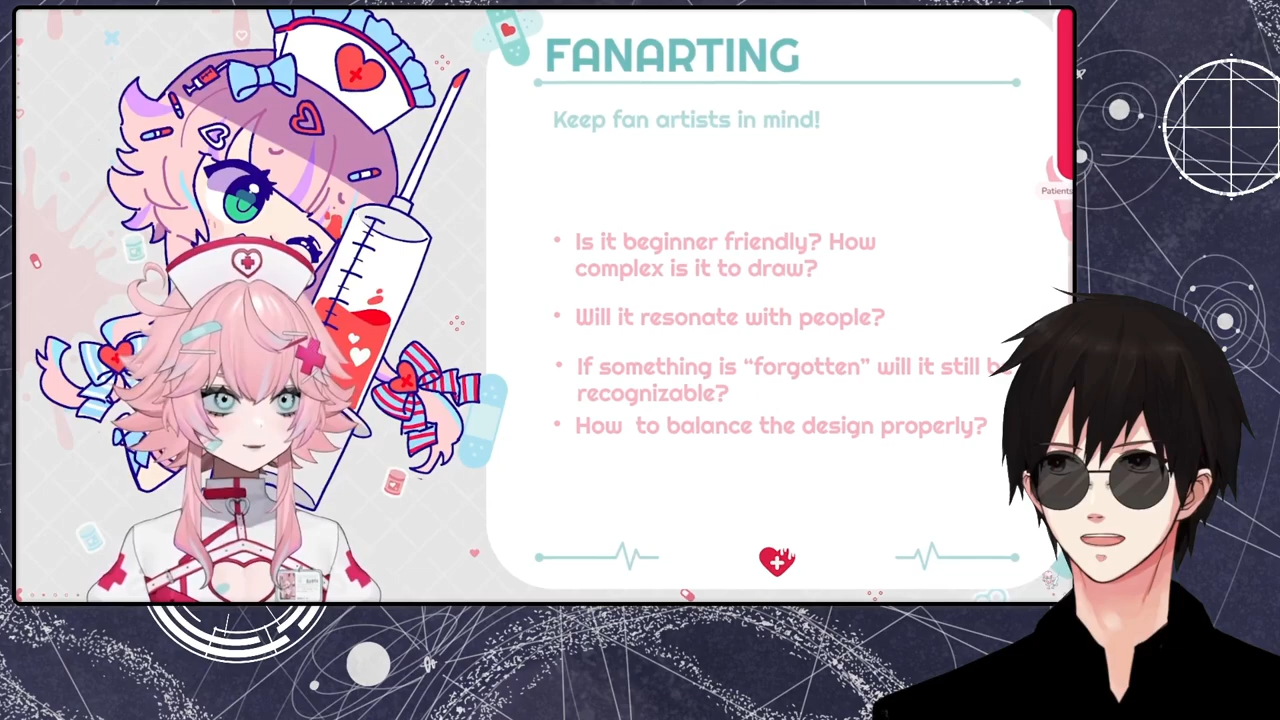 FANARTING
Keep fan artists in mind!
Patients
• Is it beginner friendly? How
complex is it to draw?
• Will it resonate with people?
• If something is “forgotten” will it still b
recognizable?
• How to balance the design properly?